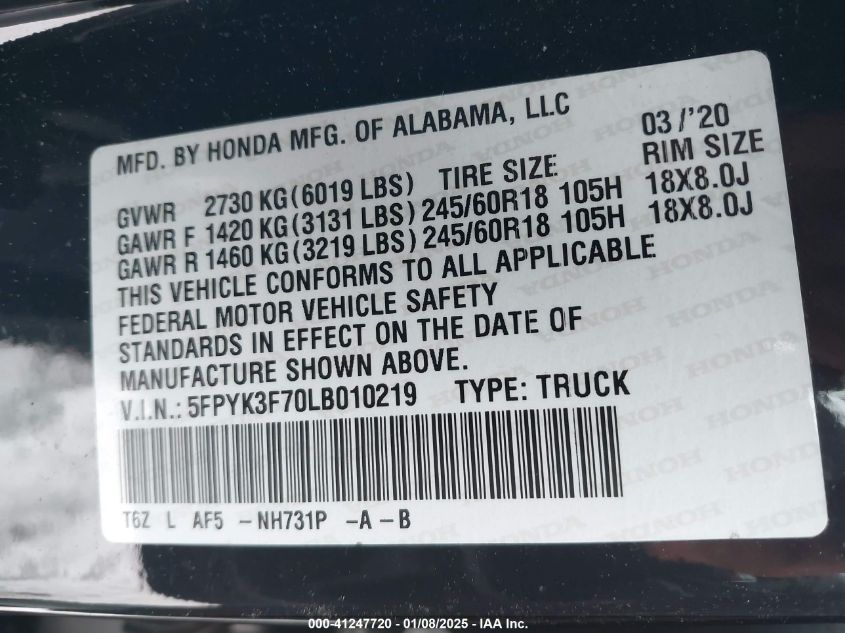 MFD. BY HONDA MFG. OF ALABAMA, LLC 03/'20
GVWR 2730 KG(6019 LBS) TIRE SIZE RIM SIZE
GAWR F 1420 KG(3131 LBS) 245/60R18 105H 18X8.0J
GAWR R 1460 KG(3219 LBS) 245/60R18 105H 18X8.0J
THIS VEHICLE CONFORMS TO ALL APPLICABLE
FEDERAL MOTOR VEHICLE SAFETY
STANDARDS IN EFFECT ON THE DATE OF
MANUFACTURE SHOWN ABOVE.
V.I.N.: 5FPYK3F70LB010219 TYPE: TRUCK
T6Z L AF5 -NH731P -A -B
000-41247720 - 01/08/2025 - IAA Inc.